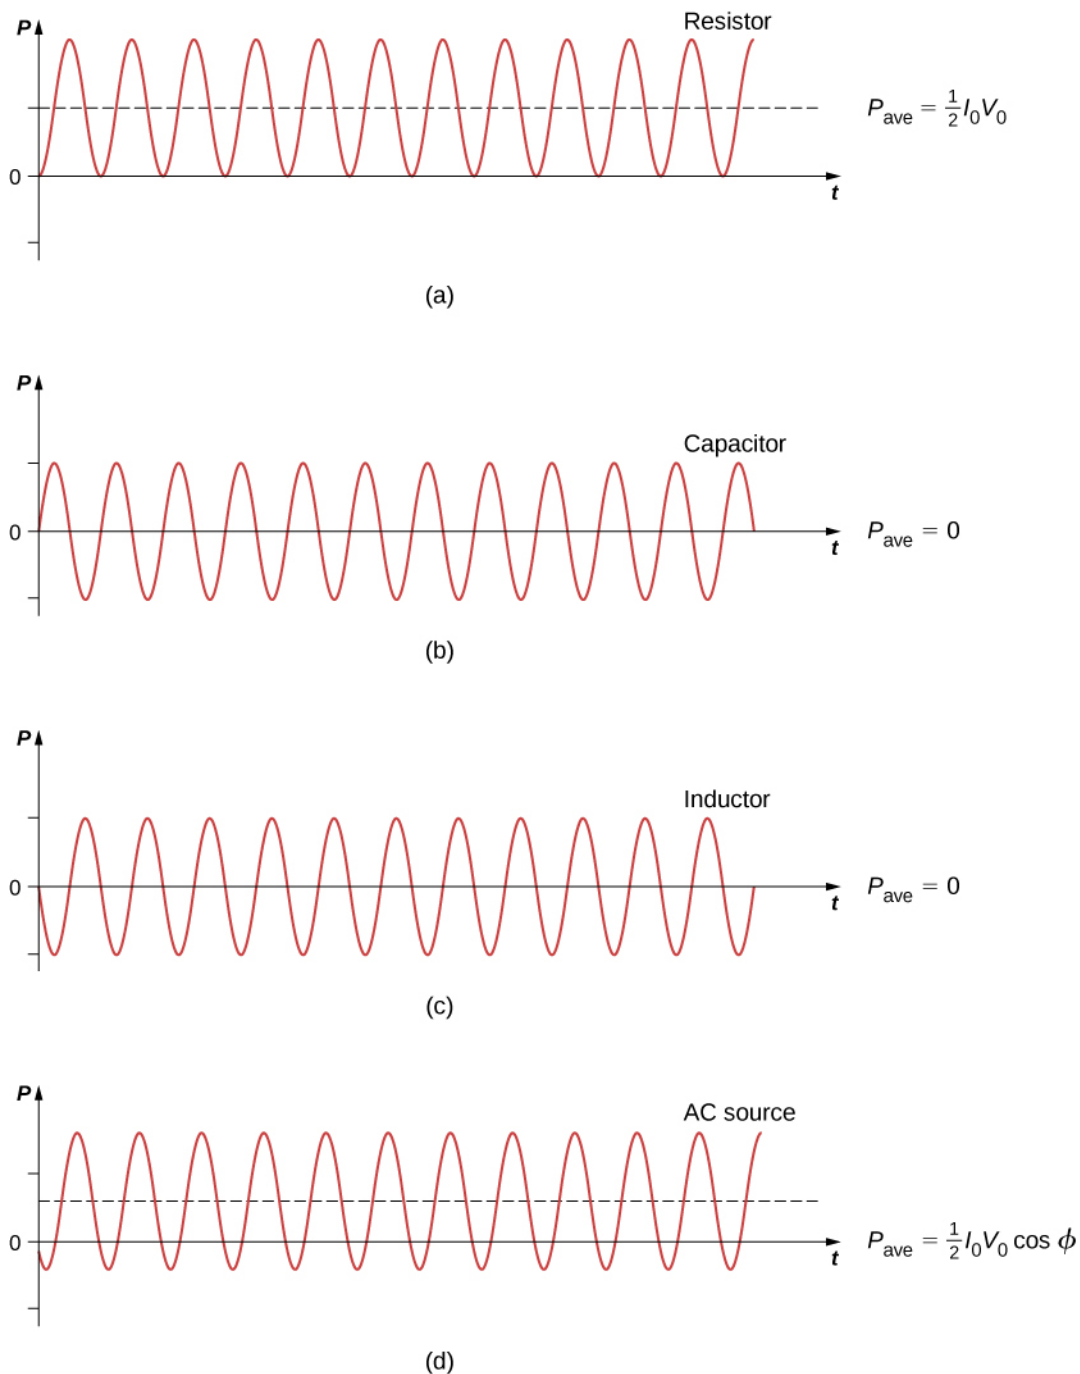 P
Resistor
P_ave = 1/2 I_0V_0
0
t
(a)
P
Capacitor
0
P_ave = 0
t
(b)
P
Inductor
0
P_ave = 0
t
(c)
P
AC source
0
P_ave = 1/2 I_0V_0 cos ϕ
t
(d)